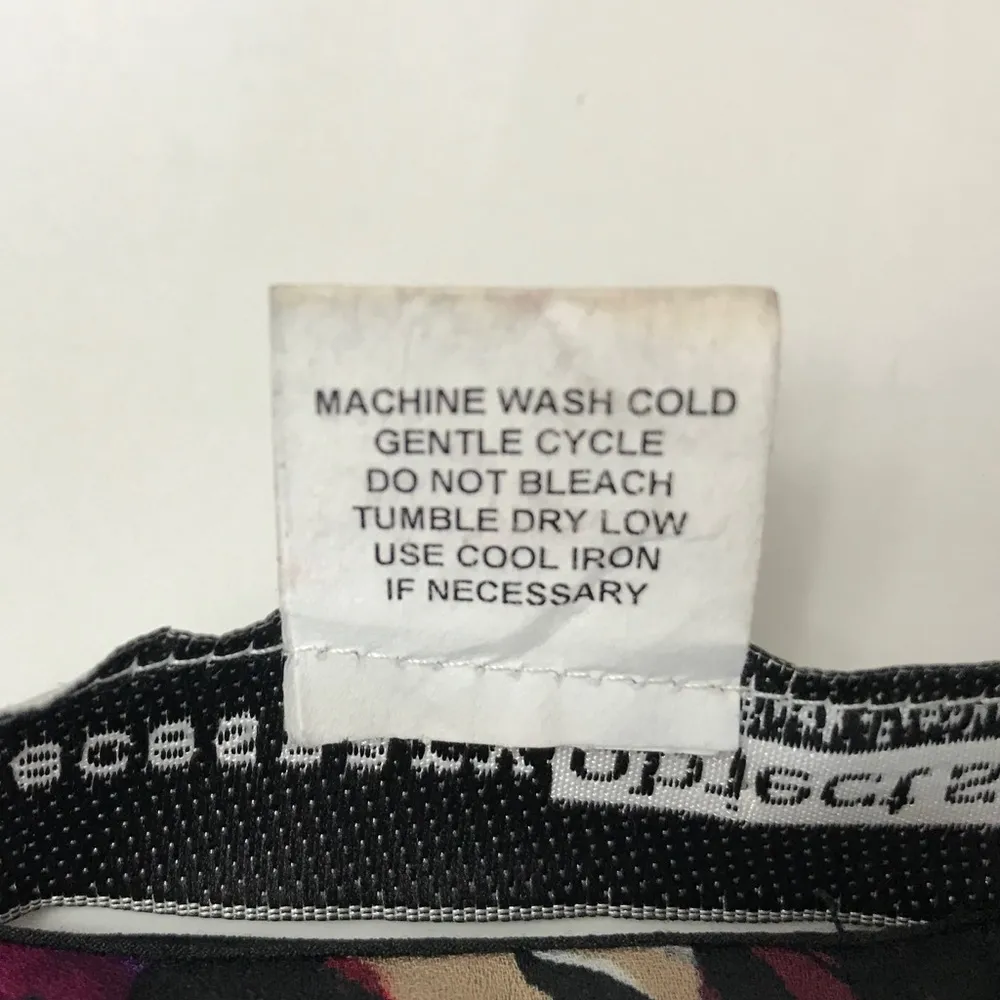 MACHINE WASH COLD
GENTLE CYCLE
DO NOT BLEACH
TUMBLE DRY LOW
USE COOL IRON
IF NECESSARY